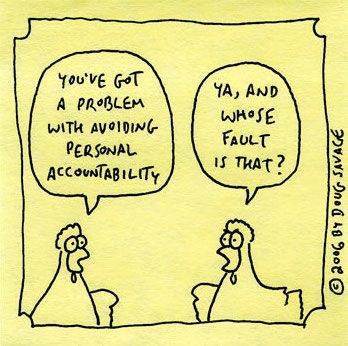 YOU'VE GOT
A PROBLEM
WITH AVOIDING
PERSONAL
ACCOUNTABILITY
YA, AND
WHOSE
FAULT
IS THAT?
© 2006 BY DOUG SAVAGE